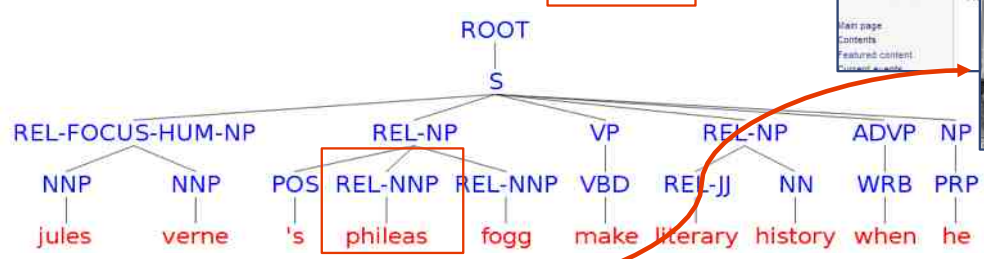 ROOT
Main page
Contents
Featured content
Current events
S
REL-FOCUS-HUM-NP REL-NP VP REL-NP ADVP NP
NNP NNP POS REL-NNP REL-NNP VBD REL-JJ NN WRB PRP
jules verne 's phileas fogg make literary history when he